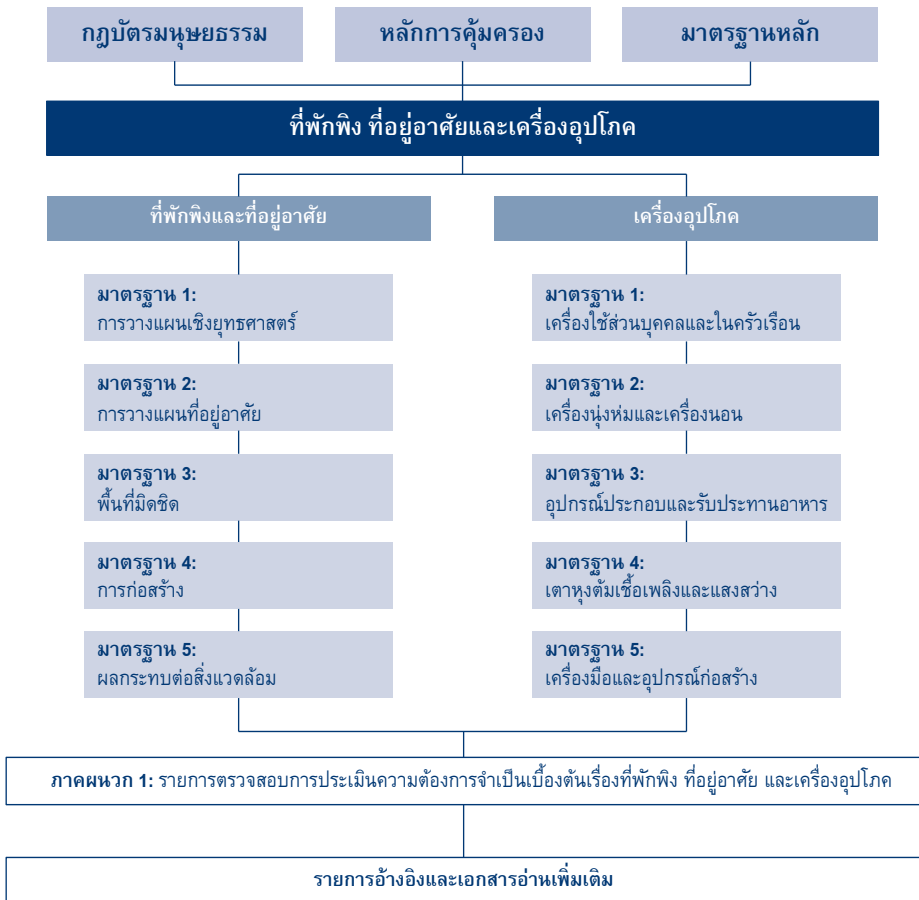 กฎบัตรมนุษยธรรม
หลักการคุ้มครอง
มาตรฐานหลัก
ที่พักพิง ที่อยู่อาศัยและเครื่องอุปโภค
ที่พักพิงและที่อยู่อาศัย
เครื่องอุปโภค
มาตรฐาน 1:
การวางแผนเชิงยุทธศาสตร์
มาตรฐาน 2:
การวางแผนที่อยู่อาศัย
มาตรฐาน 3:
พื้นที่มิดชิด
มาตรฐาน 4:
การก่อสร้าง
มาตรฐาน 5:
ผลกระทบต่อสิ่งแวดล้อม
มาตรฐาน 1:
เครื่องใช้ส่วนบุคคลและในครัวเรือน
มาตรฐาน 2:
เครื่องนุ่งห่มและเครื่องนอน
มาตรฐาน 3:
อุปกรณ์ประกอบและรับประทานอาหาร
มาตรฐาน 4:
เตาหุงต้มเชื้อเพลิงและแสงสว่าง
มาตรฐาน 5:
เครื่องมือและอุปกรณ์ก่อสร้าง
ภาคผนวก 1: รายการตรวจสอบการประเมินความต้องการจำเป็นเบื้องต้นเรื่องที่พักพิง ที่อยู่อาศัย และเครื่องอุปโภค
รายการอ้างอิงและเอกสารอ่านเพิ่มเติม